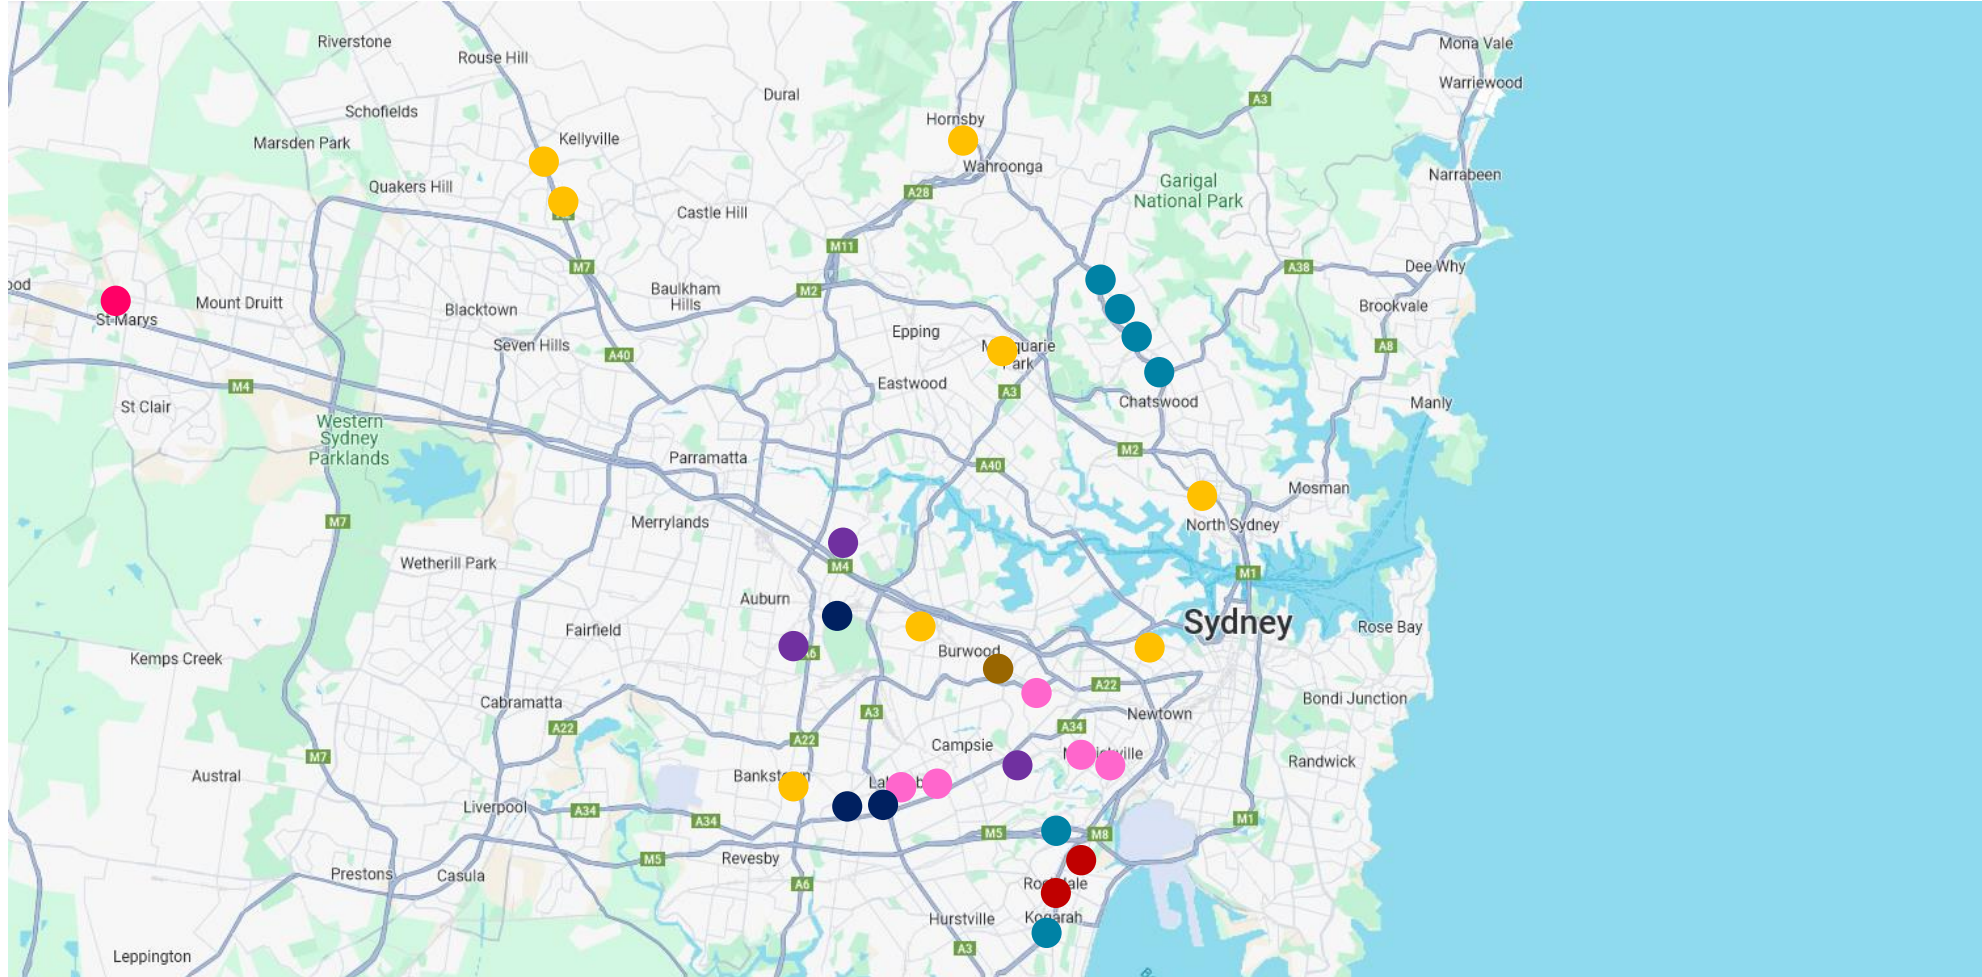 Mona Vale
Riverstone
Rouse Hill
Warriewood
Dural
A3
Schofields
Hornsby
Kellyville
Marsden Park
Wahroonga
Narrabeen
Quakers Hill
Garigal
National Park
A28
Castle Hill
M11
M7
A38
Dee Why
Baulkham
Hills
M2
Mount Druitt
Blacktown
Brookvale
St Marys
Epping
Seven Hills
A40
A8
Park
Eastwood
M4
A3
St Clair
Chatswood
Manly
Western
Sydney
Parklands
M2
Parramatta
A40
Mosman
M7
Merrylands
North Sydney
Wetherill Park
M4
M1
Auburn
Sydney
Fairfield
Rose Bay
Burwood
Kemps Creek
A22
Cabramatta
Bondi Junction
A3
Newtown
A22
A34
A22
Campsie
M7
Randwick
Austral
Liverpool
A34
A34
M1
M5
M8
M5
Revesby
Prestons
Casula
A6
Hurstville
Kogarah
A3
Leppington